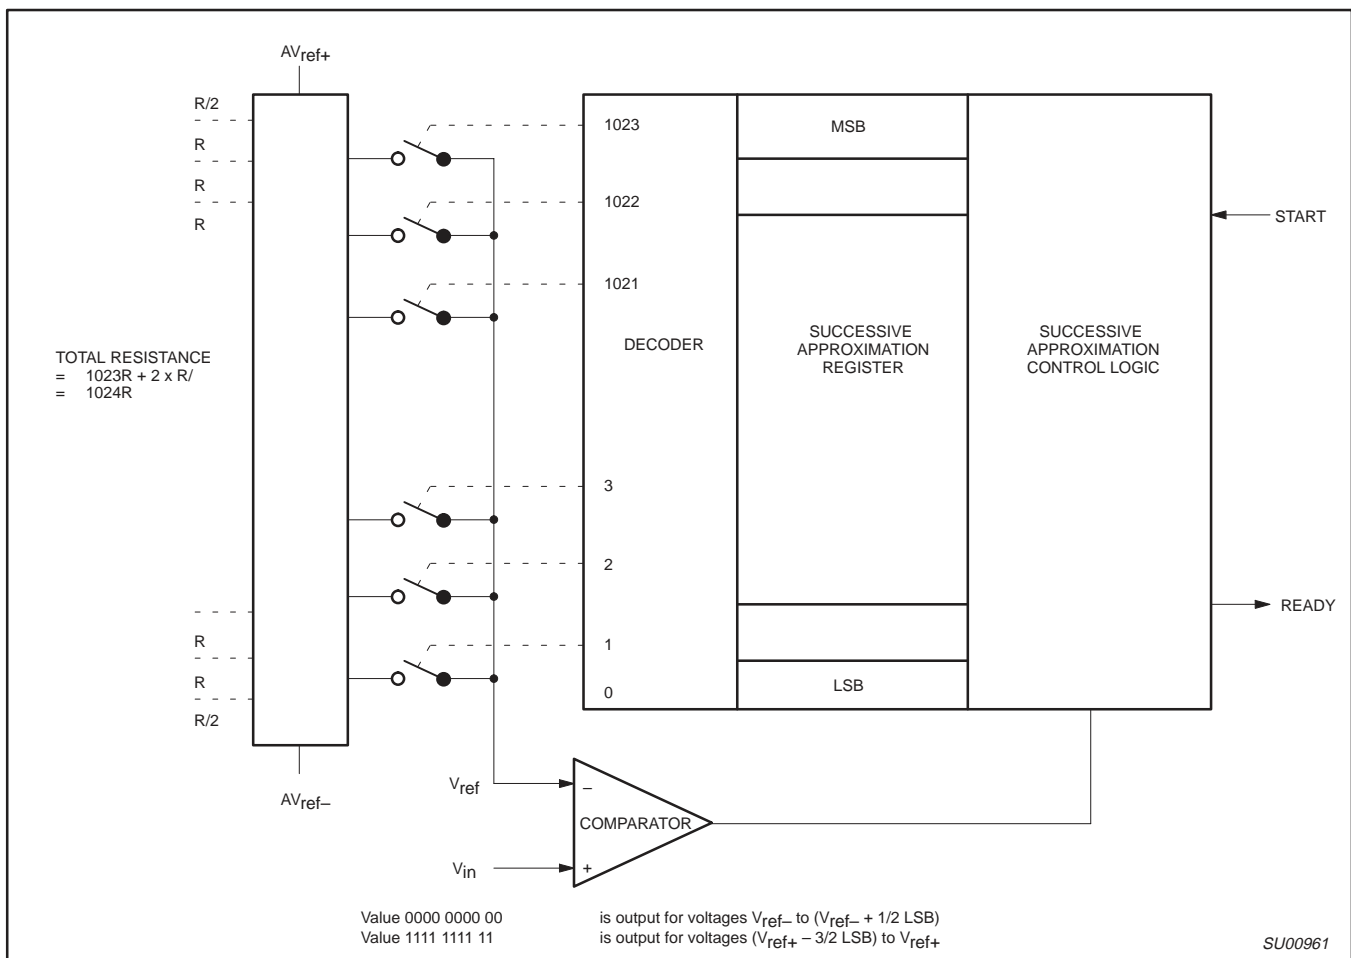 AVref+
R/2
R
R
R
1023
1022
1021
MSB
START
DECODER
SUCCESSIVE
APPROXIMATION
REGISTER
SUCCESSIVE
APPROXIMATION
CONTROL LOGIC
TOTAL RESISTANCE
= 1023R + 2 x R/
= 1024R
3
2
1
0
READY
LSB
R
R
R/2
AVref–
Vref
–
COMPARATOR
Vin
+
Value 0000 0000 00 is output for voltages Vref– to (Vref– + 1/2 LSB)
Value 1111 1111 11 is output for voltages (Vref+ – 3/2 LSB) to Vref+
SU00961